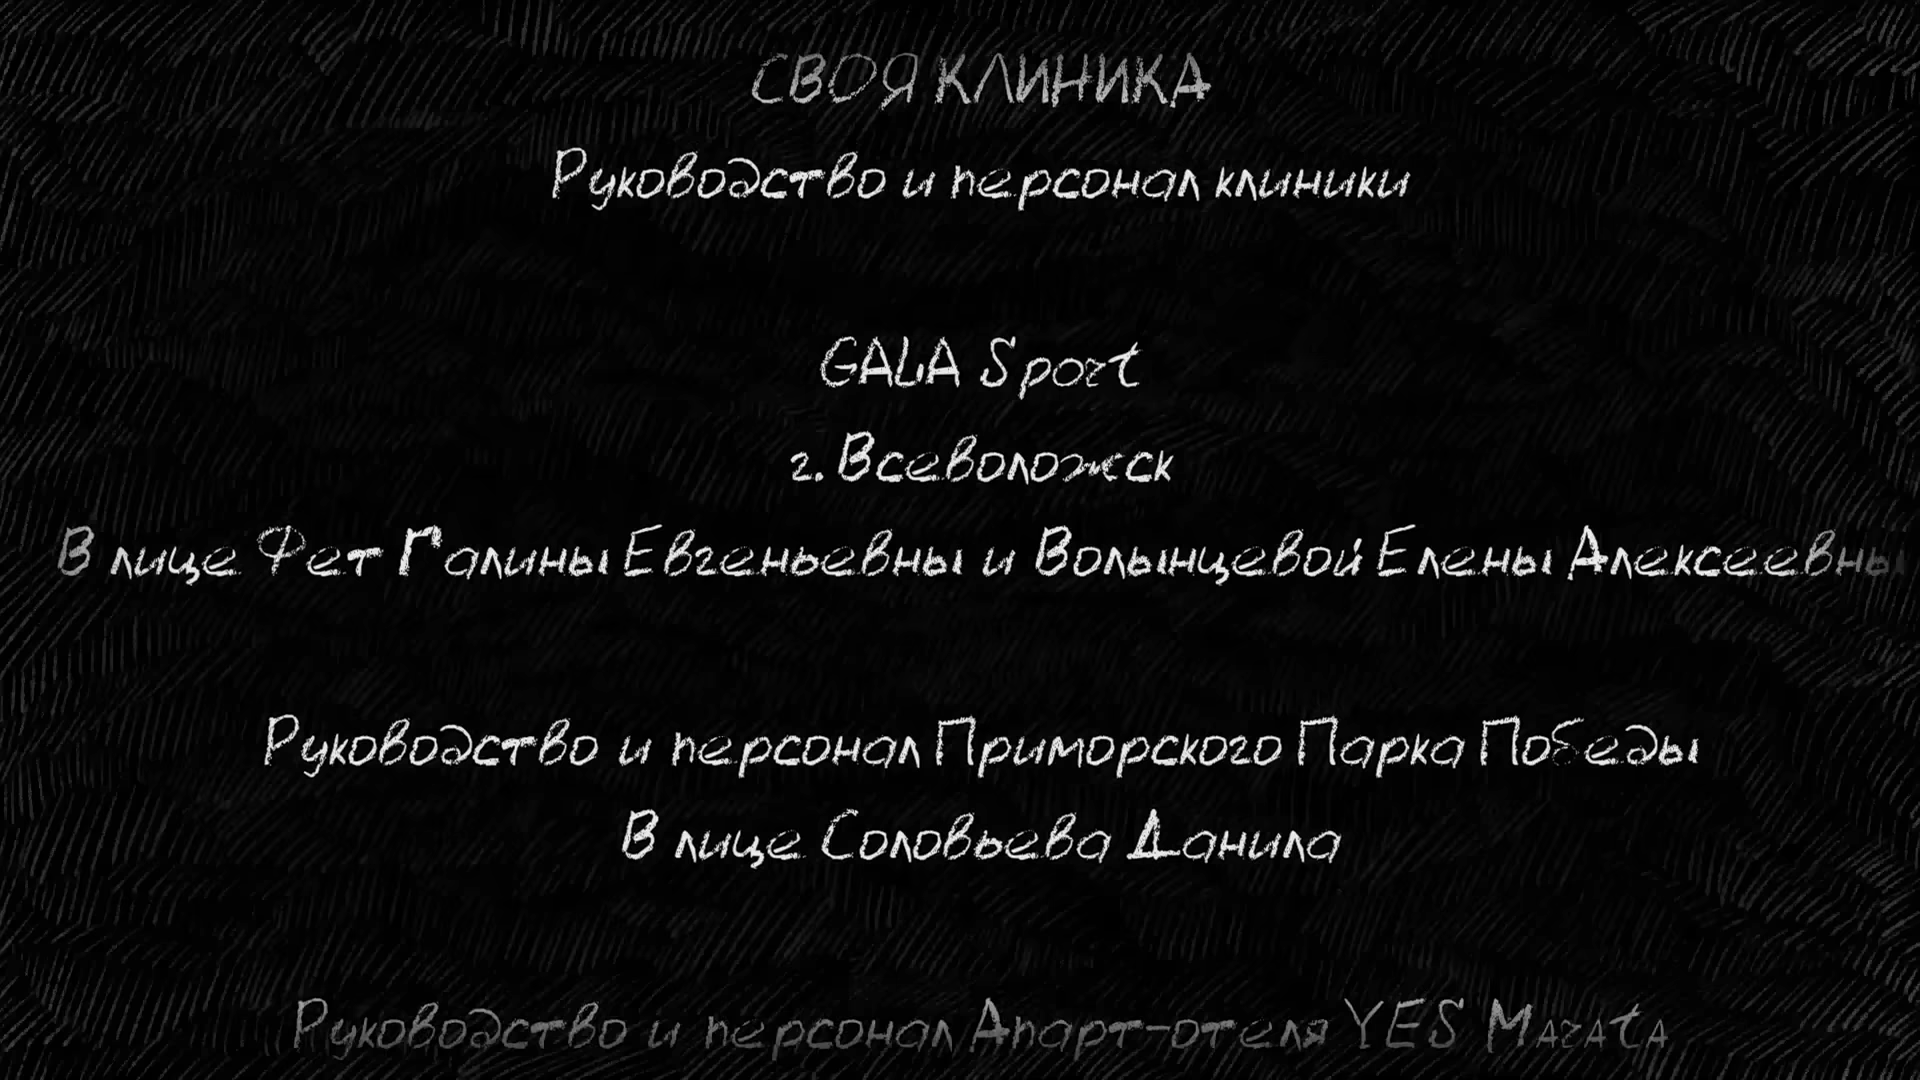 СВОЯ КЛИНИКА
Руководство и персонал клиники
GALA Sport
г. Всеволожск
В лице Фет Галины Евгеньевны и Волынцевой Елены Алексеевны
Руководство и персонал Приморского Парка Победы
В лице Соловьева Данила
Руководство и персонал Апарт-отеля YES Marata